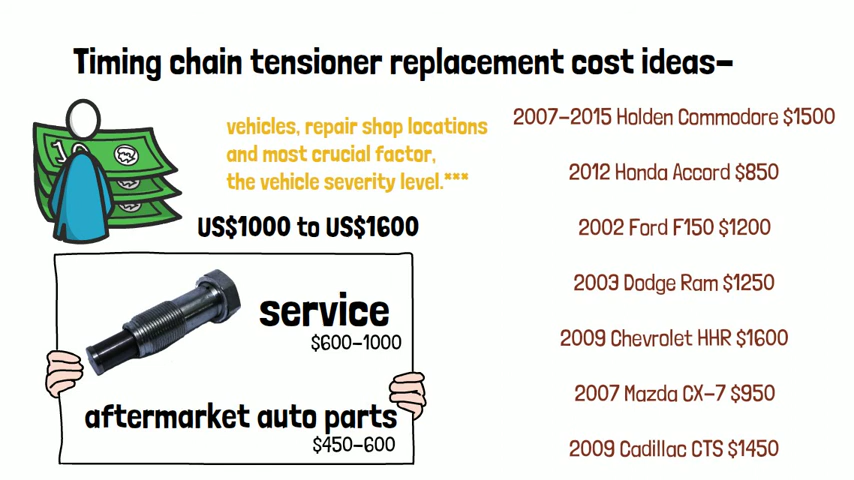 Timing chain tensioner replacement cost ideas–
vehicles, repair shop locations
and most crucial factor,
the vehicle severity level.***
US$1000 to US$1600
service
$600–1000
aftermarket auto parts
$450–600
2007–2015 Holden Commodore $1500
2012 Honda Accord $850
2002 Ford F150 $1200
2003 Dodge Ram $1250
2009 Chevrolet HHR $1600
2007 Mazda CX–7 $950
2009 Cadillac CTS $1450